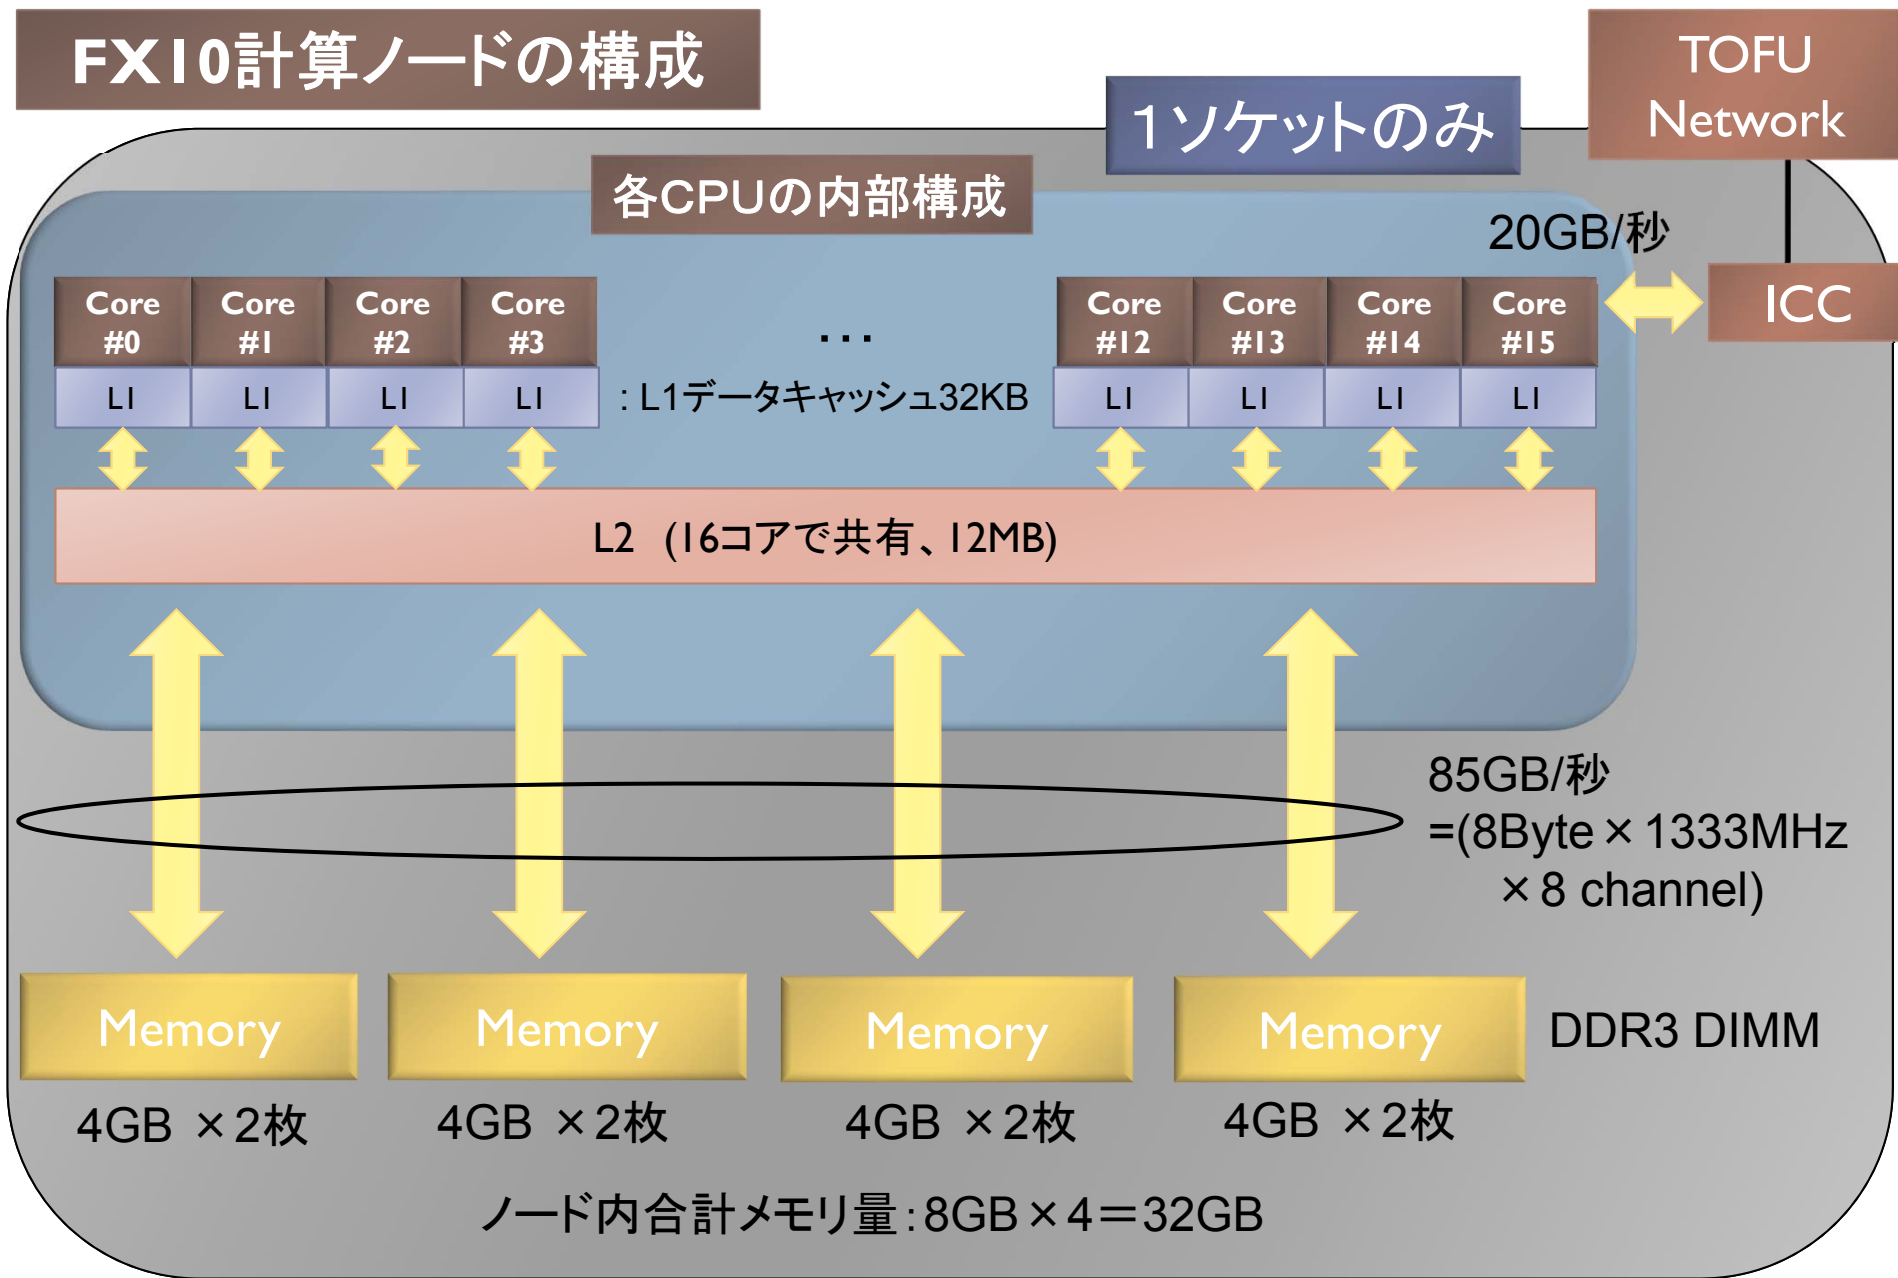 FX10計算ノードの構成
TOFU
Network
1ソケットのみ
各CPUの内部構成
20GB/秒
ICC
Core
#0
Core
#1
Core
#2
Core
#3
…
Core
#12
Core
#13
Core
#14
Core
#15
L1
L1
L1
L1
: L1データキャッシュ32KB
L1
L1
L1
L1
L2 (16コアで共有、12MB)
85GB/秒
=(8Byte×1333MHz
×8 channel)
Memory
Memory
Memory
Memory
DDR3 DIMM
4GB ×2枚
4GB ×2枚
4GB ×2枚
4GB ×2枚
ノード内合計メモリ量:8GB×4=32GB